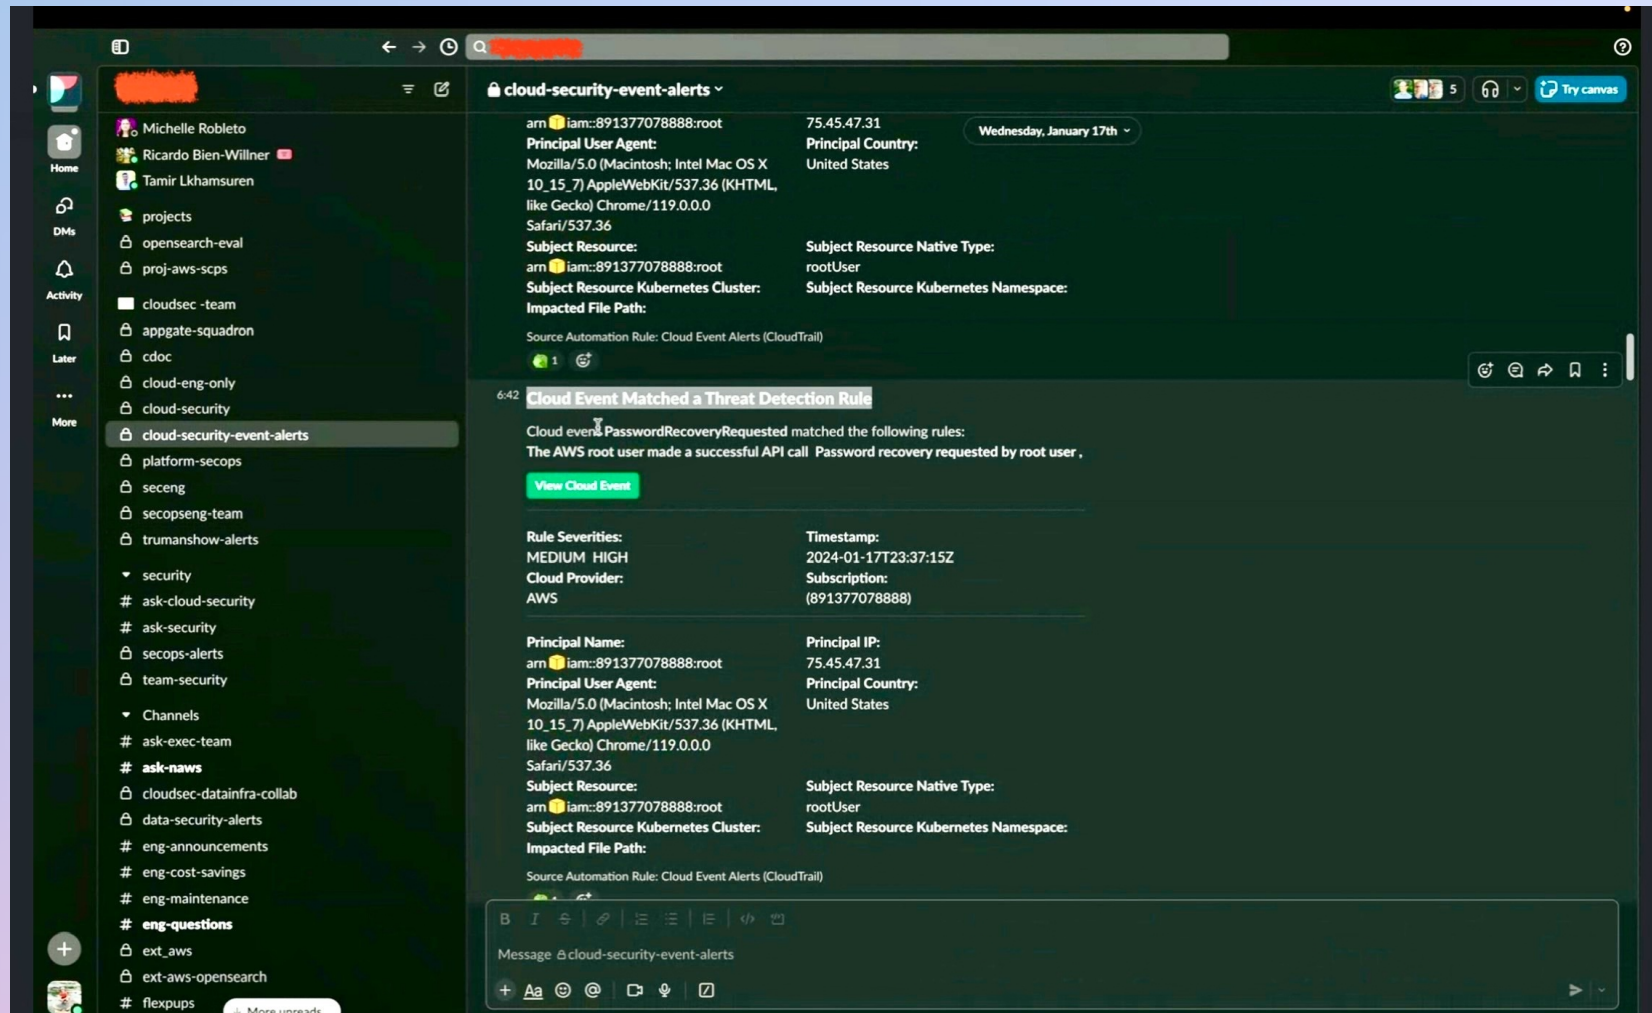 cloud-security-event-alerts
5
Try canvas
Home
DMs
Activity
Later
More
Michelle Robleto
Ricardo Bien-Willner
Tamir Lkhamsuren
projects
opensearch-eval
proj-aws-scps
cloudsec -team
appgate-squadron
cdoc
cloud-eng-only
cloud-security
cloud-security-event-alerts
platform-secops
seceng
secopseng-team
trumanshow-alerts
security
# ask-cloud-security
# ask-security
# secops-alerts
# team-security
Channels
# ask-exec-team
# ask-naws
cloudsec-datainfra-collab
data-security-alerts
# eng-announcements
# eng-cost-savings
# eng-maintenance
# eng-questions
ext_aws
ext-aws-opensearch
# flexpups
More unreads
Wednesday, January 17th
arn iam::891377078888:root
75.45.47.31
Principal User Agent:
Principal Country:
Mozilla/5.0 (Macintosh; Intel Mac OS X
United States
10_15_7) AppleWebKit/537.36 (KHTML,
like Gecko) Chrome/119.0.0.0
Safari/537.36
Subject Resource:
Subject Resource Native Type:
arn iam::891377078888:root
rootUser
Subject Resource Kubernetes Cluster:
Subject Resource Kubernetes Namespace:
Impacted File Path:
Source Automation Rule: Cloud Event Alerts (CloudTrail)
1
6:42 Cloud Event Matched a Threat Detection Rule
Cloud event PasswordRecoveryRequested matched the following rules:
The AWS root user made a successful API call Password recovery requested by root user ,
View Cloud Event
Rule Severities:
Timestamp:
MEDIUM HIGH
2024-01-17T23:37:15Z
Cloud Provider:
Subscription:
AWS
(891377078888)
Principal Name:
Principal IP:
arn iam::891377078888:root
75.45.47.31
Principal User Agent:
Principal Country:
Mozilla/5.0 (Macintosh; Intel Mac OS X
United States
10_15_7) AppleWebKit/537.36 (KHTML,
like Gecko) Chrome/119.0.0.0
Safari/537.36
Subject Resource:
Subject Resource Native Type:
arn iam::891377078888:root
rootUser
Subject Resource Kubernetes Cluster:
Subject Resource Kubernetes Namespace:
Impacted File Path:
Source Automation Rule: Cloud Event Alerts (CloudTrail)
B I S
Message cloud-security-event-alerts
+ Aa @